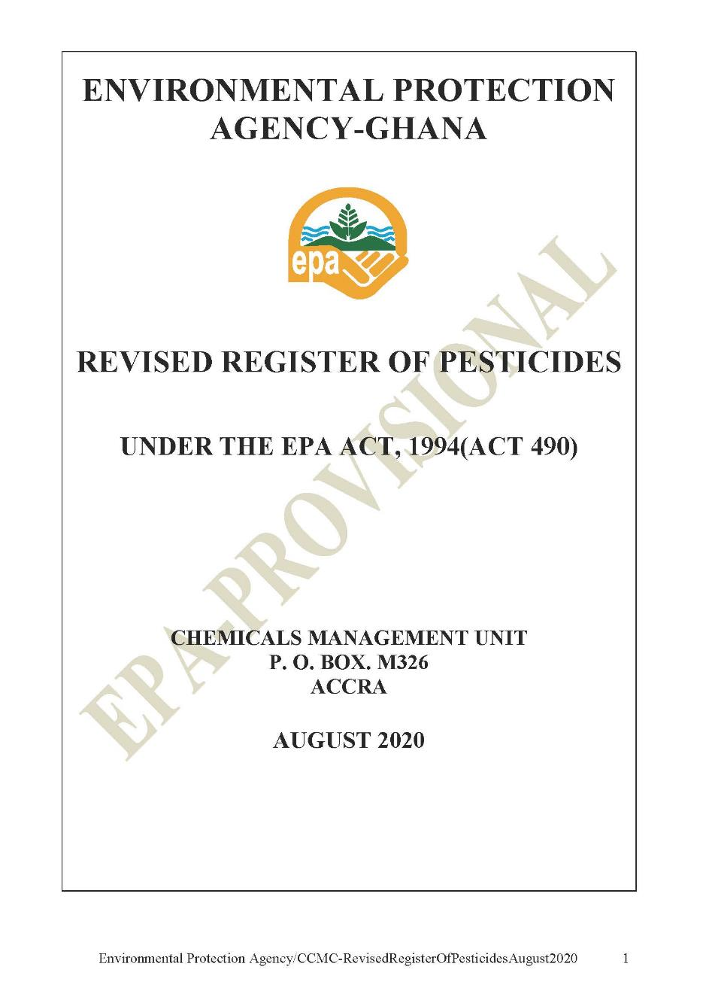 ENVIRONMENTAL PROTECTION
AGENCY-GHANA
epa
REVISED REGISTER OF PESTICIDES
UNDER THE EPA ACT, 1994(ACT 490)
EPA-PROVISIONAL
CHEMICALS MANAGEMENT UNIT
P. O. BOX. M326
ACCRA
AUGUST 2020
Environmental Protection Agency/CCMC-RevisedRegisterOfPesticidesAugust2020 1